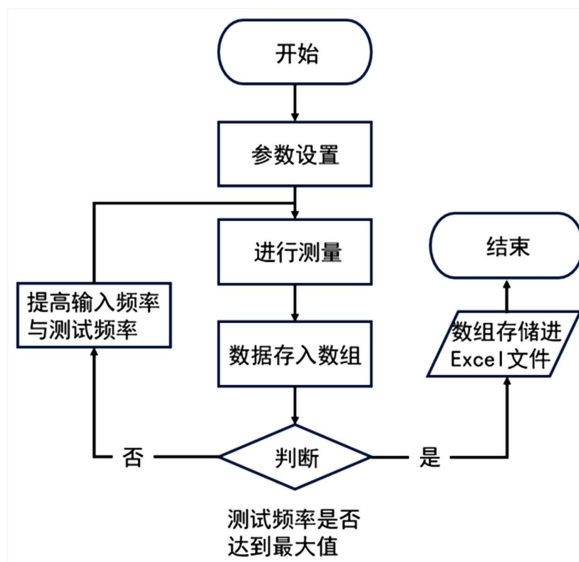 开始
参数设置
进行测量
结束
提高输入频率
与测试频率
数组存储进
Excel文件
数据存入数组
否
判断
是
测试频率是否
达到最大值